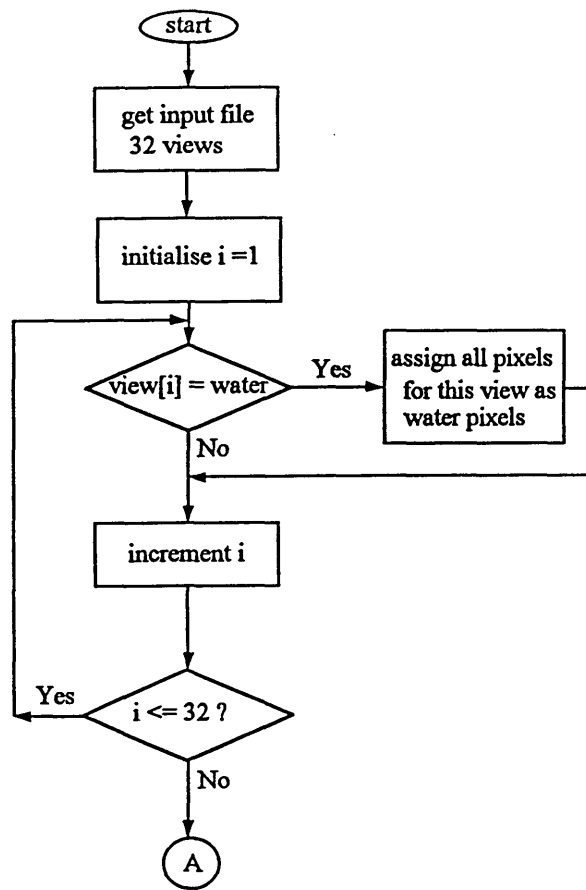 start
get input file
32 views
initialise i =1
view[i] = water
Yes
assign all pixels
for this view as
water pixels
No
increment i
Yes
i <= 32 ?
No
A